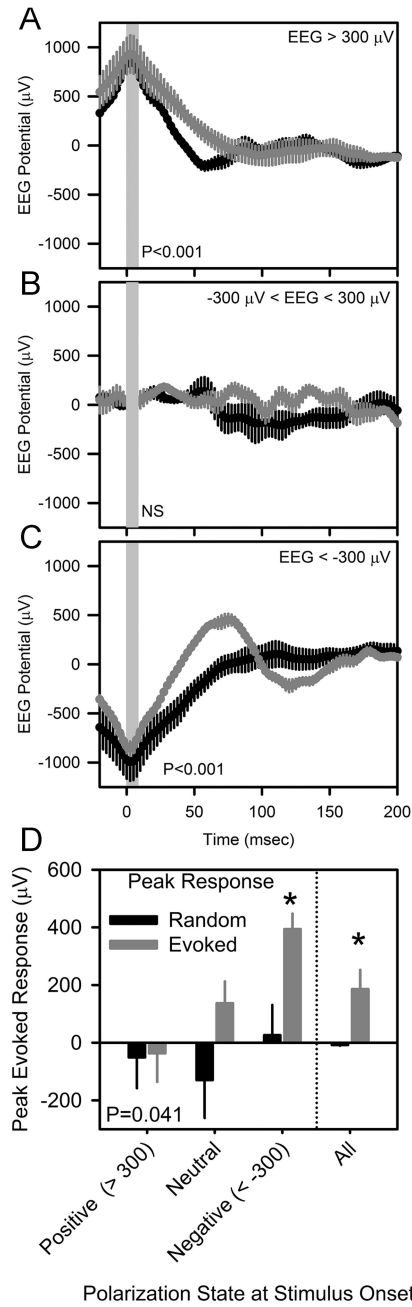 A
EEG > 300 µV
1000
500
0
-500
-1000
EEG Potential (µV)
P<0.001
B
-300 µV < EEG < 300 µV
1000
500
0
-500
-1000
EEG Potential (µV)
NS
C
EEG < -300 µV
1000
500
0
-500
-1000
EEG Potential (µV)
P<0.001
0 50 100 150 200
Time (msec)
D
600
400
200
0
-200
Peak Evoked Response (µV)
Peak Response
Random
Evoked
*
*
P=0.041
Positive (> 300)
Neutral
Negative (< -300)
All
Polarization State at Stimulus Onset